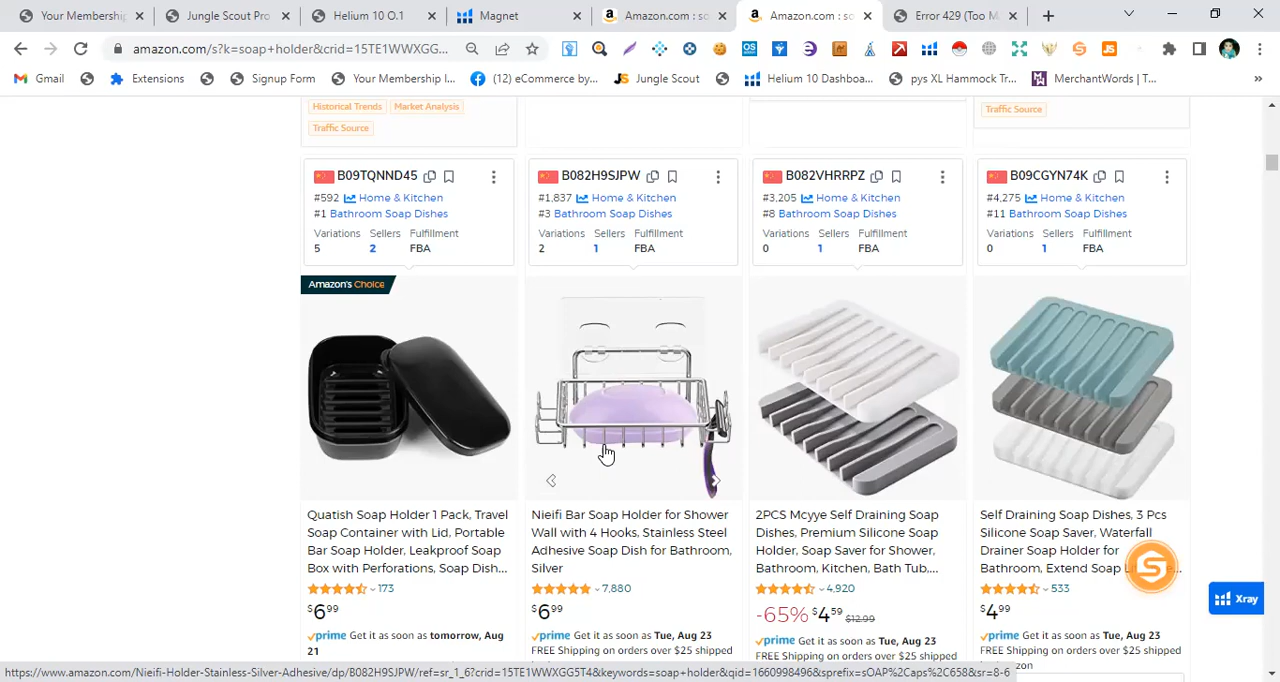 Your Membership
Jungle Scout Pro
Helium 10 O.1
Magnet
Amazon.com : so
Amazon.com : so
Error 429 (Too M
amazon.com/s?k=soap+holder&crid=15TE1WWXGG...
Gmail
Extensions
Signup Form
Your Membership I...
(12) eCommerce by...
Jungle Scout
Helium 10 Dashboa...
pys XL Hammock Tr...
MerchantWords | T...
Historical Trends
Market Analysis
Traffic Source
Traffic Source
B09TQNND45
#592 Home & Kitchen
#1 Bathroom Soap Dishes
Variations Sellers Fulfillment
5 2 FBA
B082H9SJPW
#1,837 Home & Kitchen
#3 Bathroom Soap Dishes
Variations Sellers Fulfillment
2 1 FBA
B082VHRRPZ
#3,205 Home & Kitchen
#8 Bathroom Soap Dishes
Variations Sellers Fulfillment
0 1 FBA
B09CGYN74K
#4,275 Home & Kitchen
#11 Bathroom Soap Dishes
Variations Sellers Fulfillment
0 1 FBA
Amazon's Choice
Quatish Soap Holder 1 Pack, Travel
Soap Container with Lid, Portable
Bar Soap Holder, Leakproof Soap
Box with Perforations, Soap Dish...
173
$6.99
prime Get it as soon as tomorrow, Aug
21
Nieifi Bar Soap Holder for Shower
Wall with 4 Hooks, Stainless Steel
Adhesive Soap Dish for Bathroom,
Silver
7,880
$6.99
prime Get it as soon as Tue, Aug 23
FREE Shipping on orders over $25 shipped
2PCS Mcyye Self Draining Soap
Dishes, Premium Silicone Soap
Holder, Soap Saver for Shower,
Bathroom, Kitchen, Bath Tub,...
4,920
-65% $4.59 $12.99
prime Get it as soon as Tue, Aug 23
FREE Shipping on orders over $25 shipped
Self Draining Soap Dishes, 3 Pcs
Silicone Soap Saver, Waterfall
Drainer Soap Holder for
Bathroom, Extend Soap
533
$4.99
prime Get it as soon as Tue, Aug 23
FREE Shipping on orders over $25 shipped
Xray
https://www.amazon.com/Nieifi-Holder-Stainless-Silver-Adhesive/dp/B082H9SJPW/ref=sr_1_6?crid=15TE1WWXGG5T4&keywords=soap+holder&qid=1660998496&sprefix=sOAP%2Caps%2C658&sr=8-6